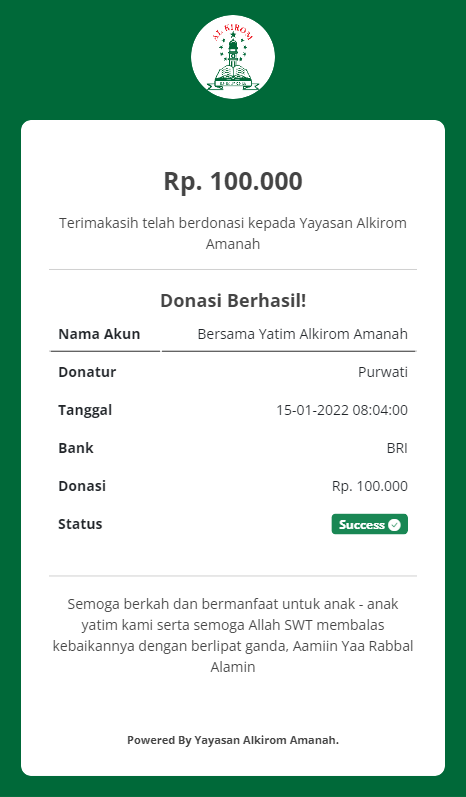 AL KIROM
Rp. 100.000
Terimakasih telah berdonasi kepada Yayasan Alkirom
Amanah
Donasi Berhasil!
Nama Akun Bersama Yatim Alkirom Amanah
Donatur Purwati
Tanggal 15-01-2022 08:04:00
Bank BRI
Donasi Rp. 100.000
Status Success
Semoga berkah dan bermanfaat untuk anak - anak
yatim kami serta semoga Allah SWT membalas
kebaikannya dengan berlipat ganda, Aamiin Yaa Rabbal
Alamin
Powered By Yayasan Alkirom Amanah.